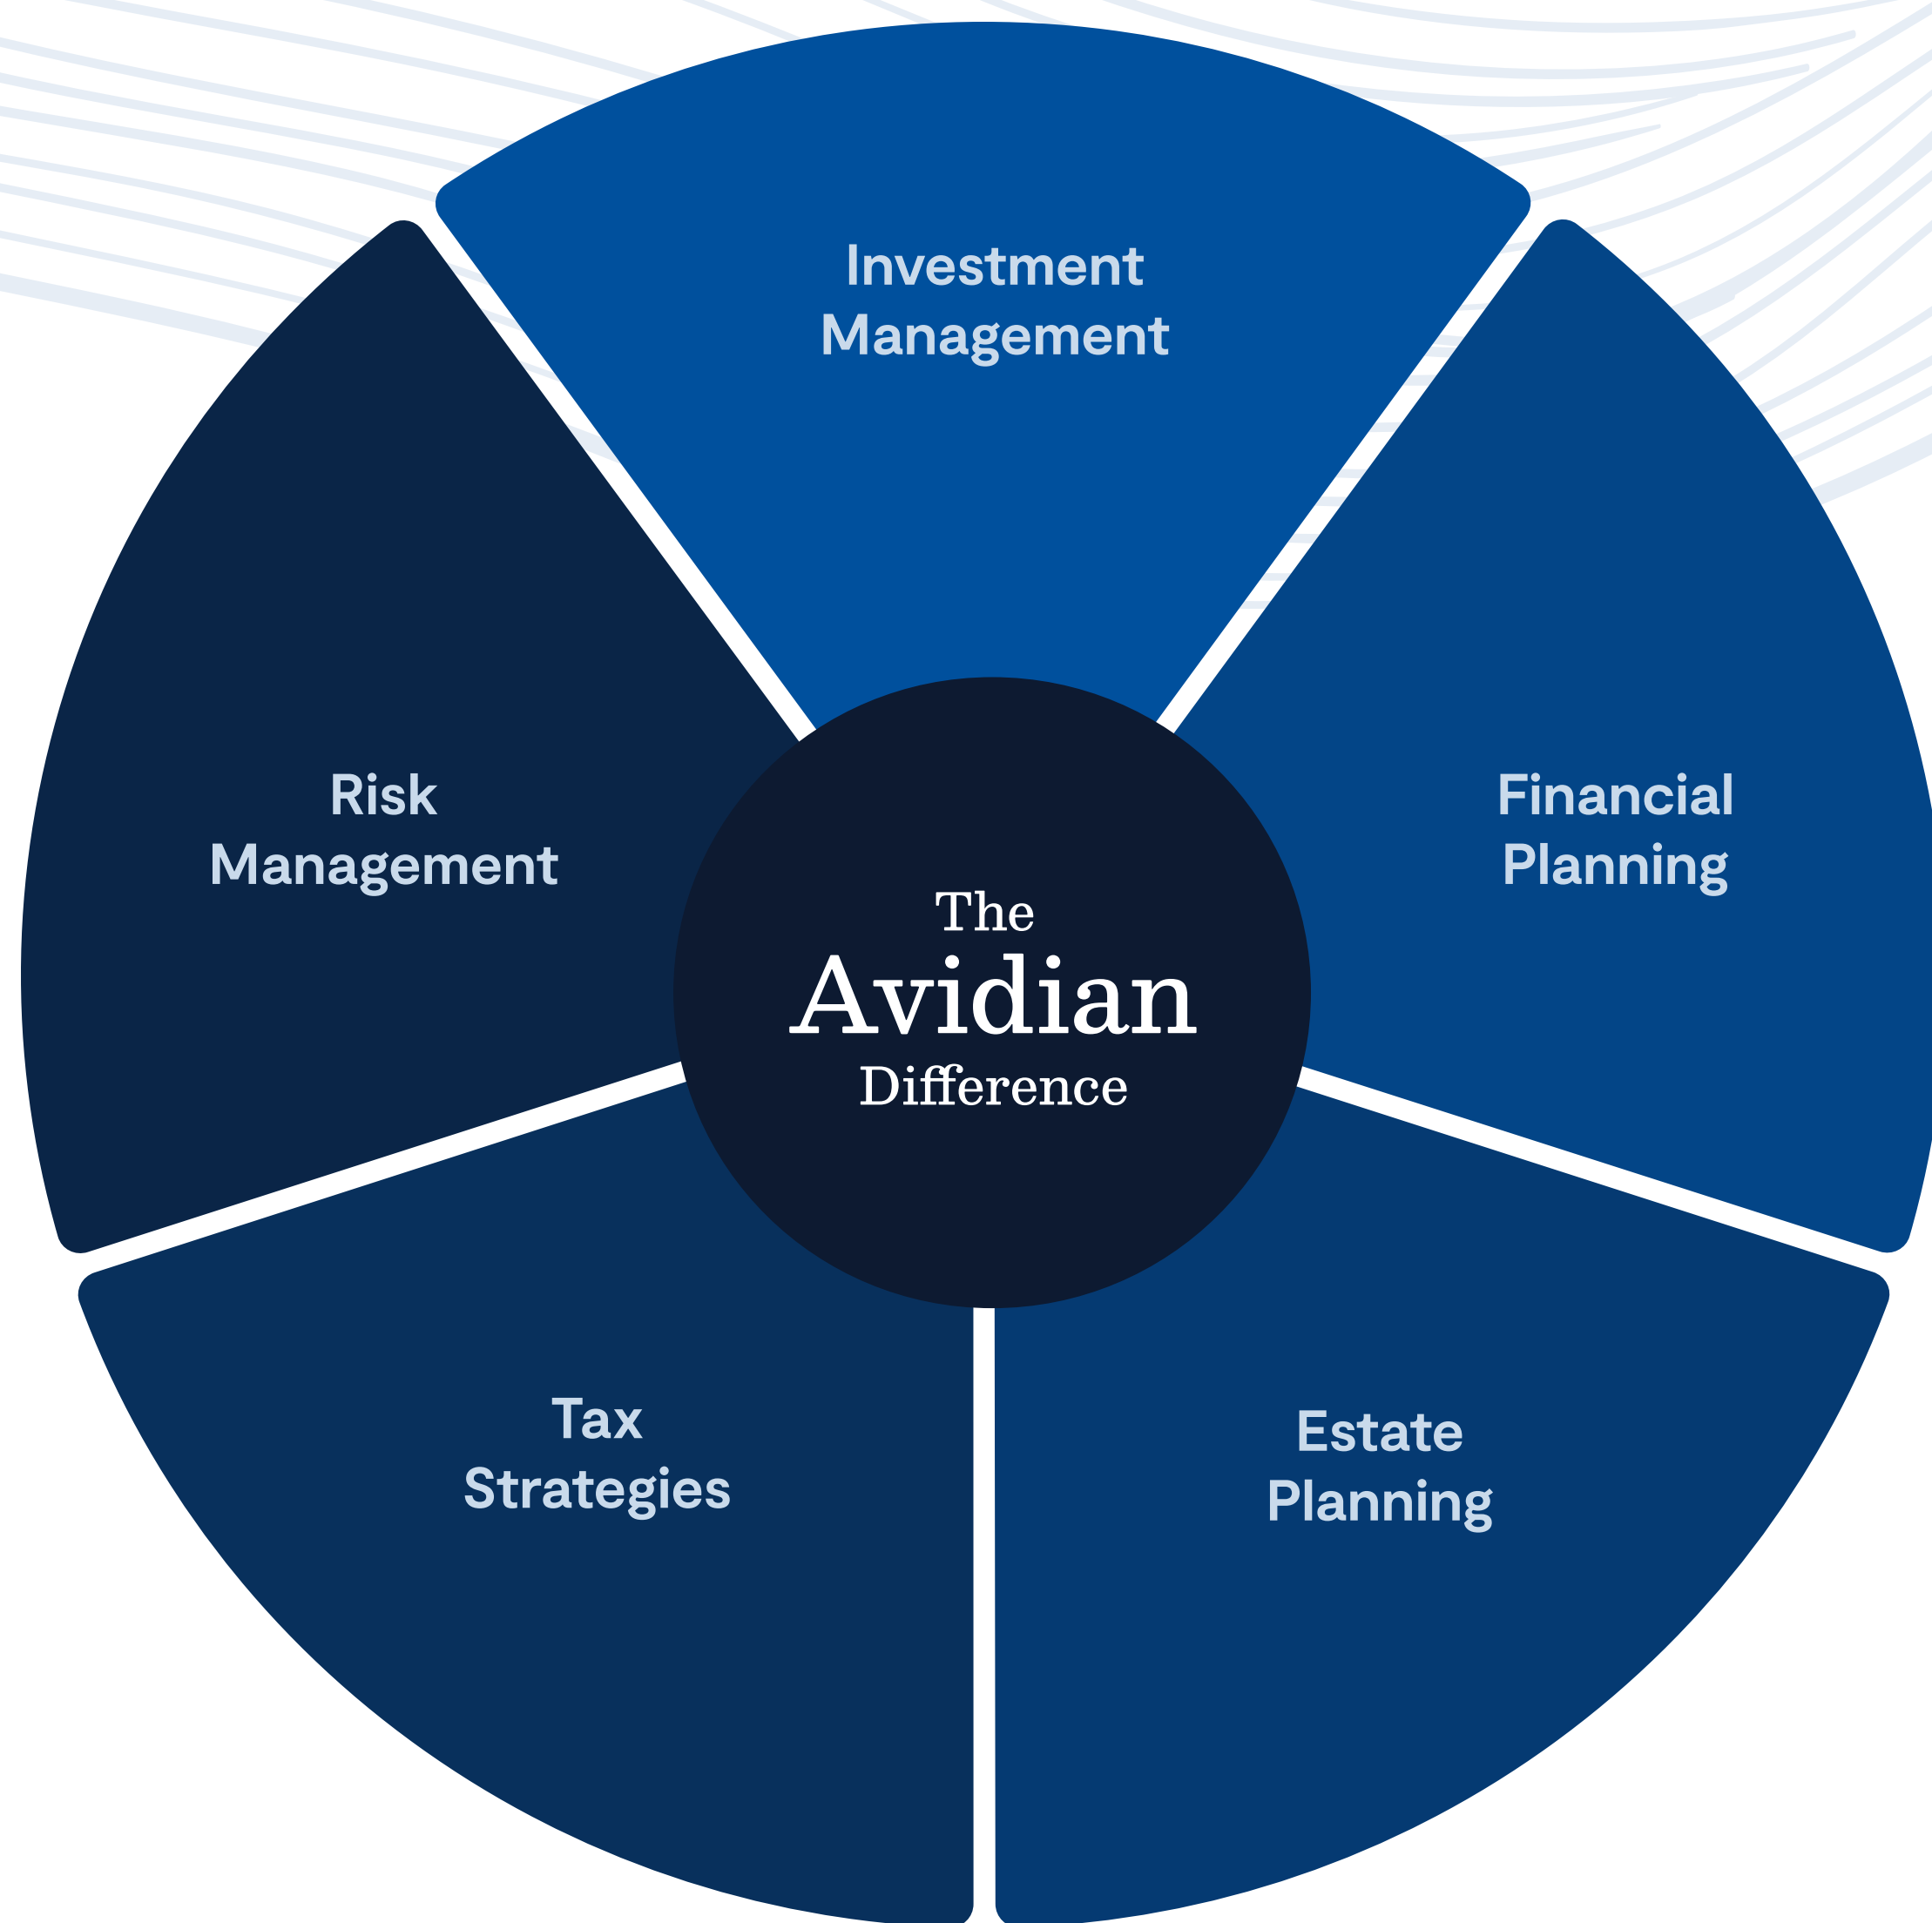 Investment
Management
Risk
Management
Financial
Planning
The
Avidian
Difference
Tax
Strategies
Estate
Planning